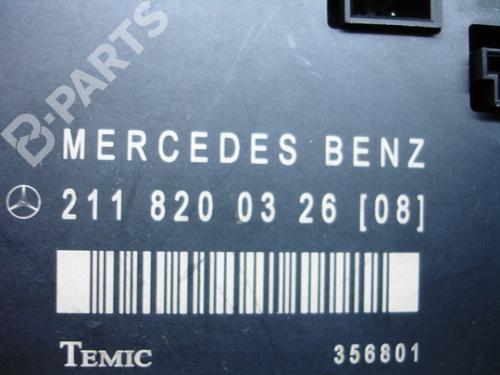 B-PARTS
MERCEDES BENZ
211 820 03 26 [08]
TEMIC 356801